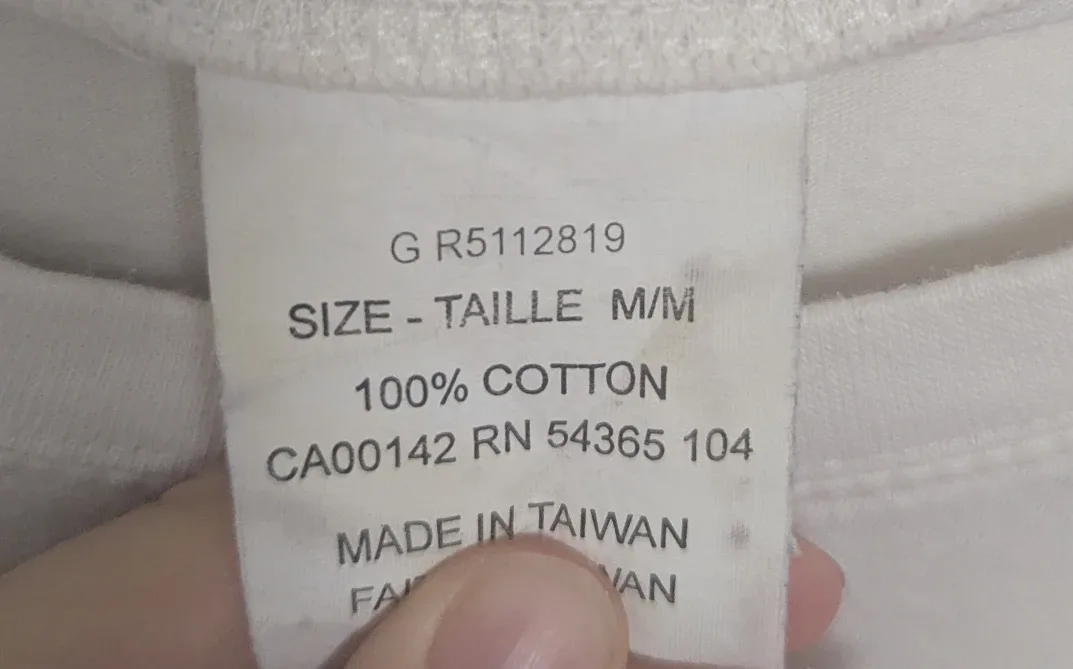 G R5112819
SIZE - TAILLE M/M
100% COTTON
CA00142 RN 54365 104
MADE IN TAIWAN